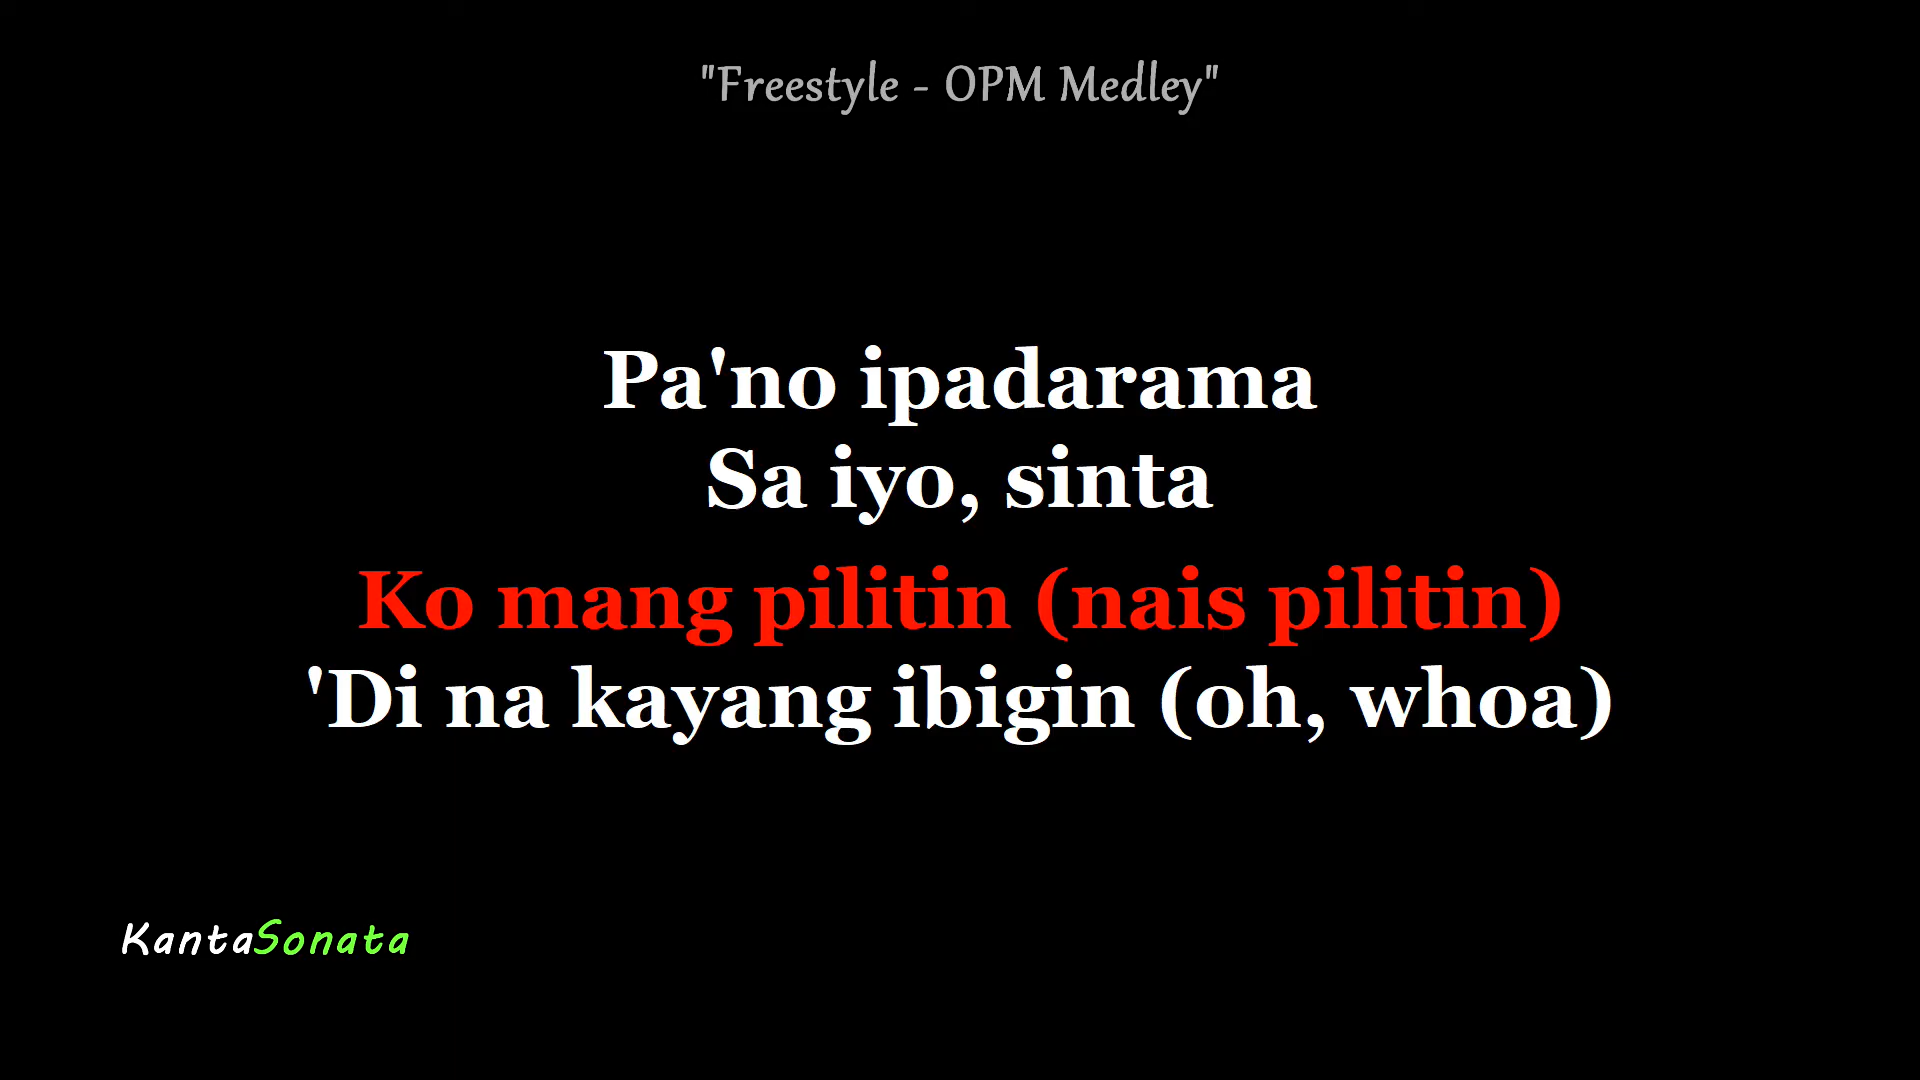 "Freestyle - OPM Medley"
Pa'no ipadarama
Sa iyo, sinta
Ko mang pilitin (nais pilitin)
'Di na kayang ibigin (oh, whoa)
KantaSonata